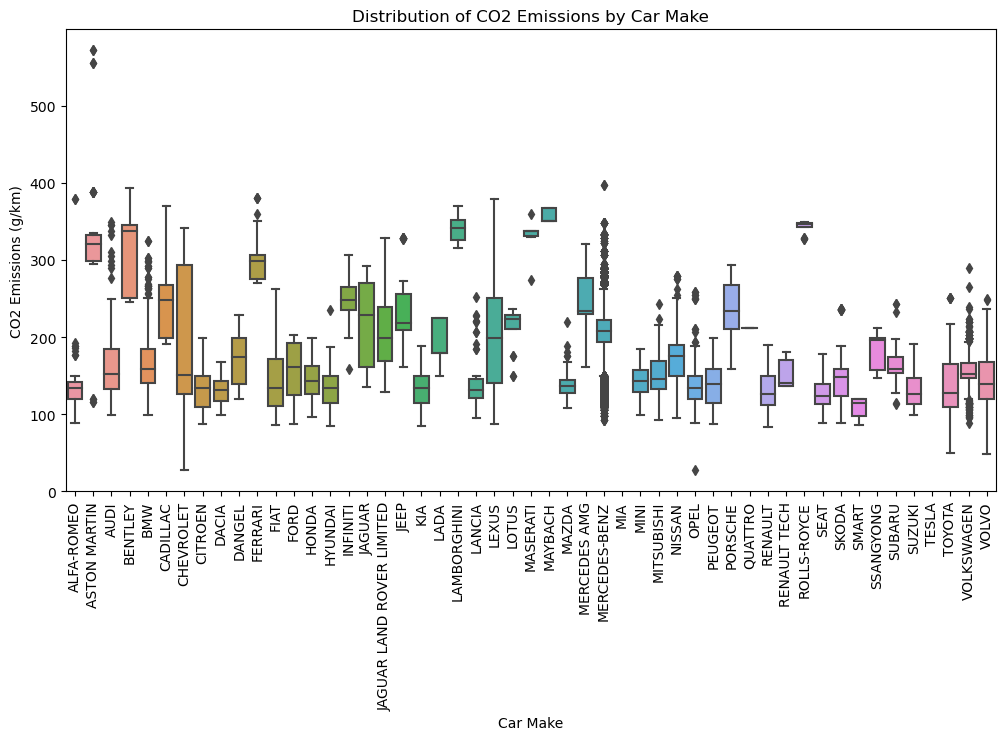 Distribution of CO2 Emissions by Car Make
CO2 Emissions (g/km)
500
400
300
200
100
0
ALFA-ROMEO
ASTON MARTIN
AUDI
BENTLEY
BMW
CADILLAC
CHEVROLET
CITROEN
DACIA
DANGEL
FERRARI
FIAT
FORD
HONDA
HYUNDAI
INFINITI
JAGUAR
JAGUAR LAND ROVER LIMITED
JEEP
KIA
LADA
LAMBORGHINI
LANCIA
LEXUS
LOTUS
MASERATI
MAYBACH
MAZDA
MERCEDES AMG
MERCEDES-BENZ
MIA
MINI
MITSUBISHI
NISSAN
OPEL
PEUGEOT
PORSCHE
QUATTRO
RENAULT
RENAULT TECH
ROLLS-ROYCE
SEAT
SKODA
SMART
SSANGYONG
SUBARU
SUZUKI
TESLA
TOYOTA
VOLKSWAGEN
VOLVO
Car Make